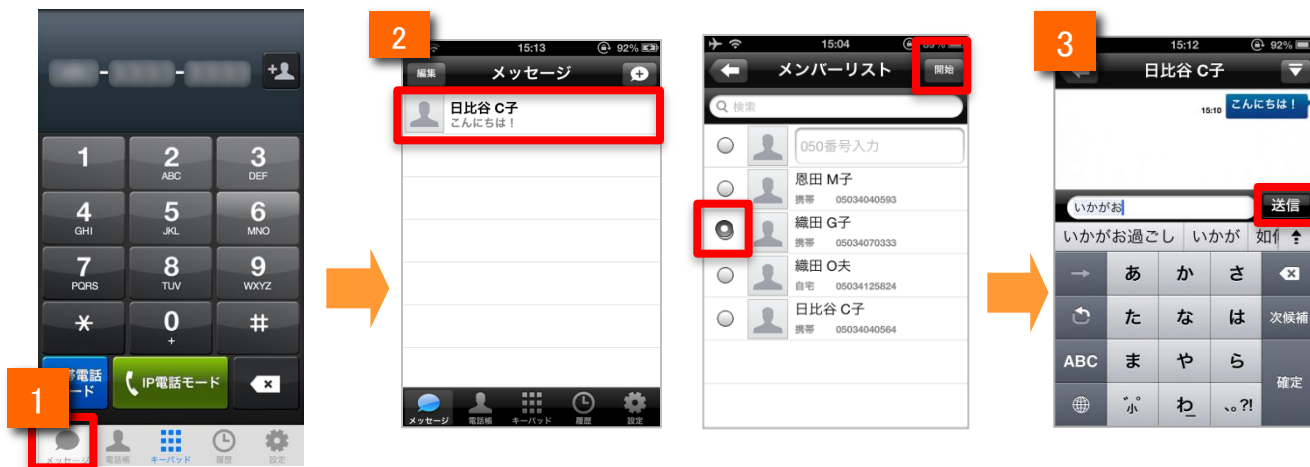 - -
+
1
2
ABC
3
DEF
4
GHI
5
JKL
6
MNO
7
PQRS
8
TUV
9
WXYZ
*
0
+
#
IP電話モード
1
メッセージ
電話帳
キーパッド
履歴
設定
2
15:13
92%
編集
メッセージ
日比谷 C子
こんにちは！
メッセージ
電話帳
キーパッド
履歴
設定
15:04
メンバーリスト
開始
検索
050番号入力
恩田 M子
携帯 05034040593
織田 G子
携帯 05034070333
織田 O夫
自宅 05034125824
日比谷 C子
携帯 05034040564
3
15:12
92%
日比谷 C子
15:10 こんにちは！
いかがお
送信
いかがお過ごし いかが
→ あ か さ
た な は 次候補
ABC ま や ら
確定
小 わ 、。?!